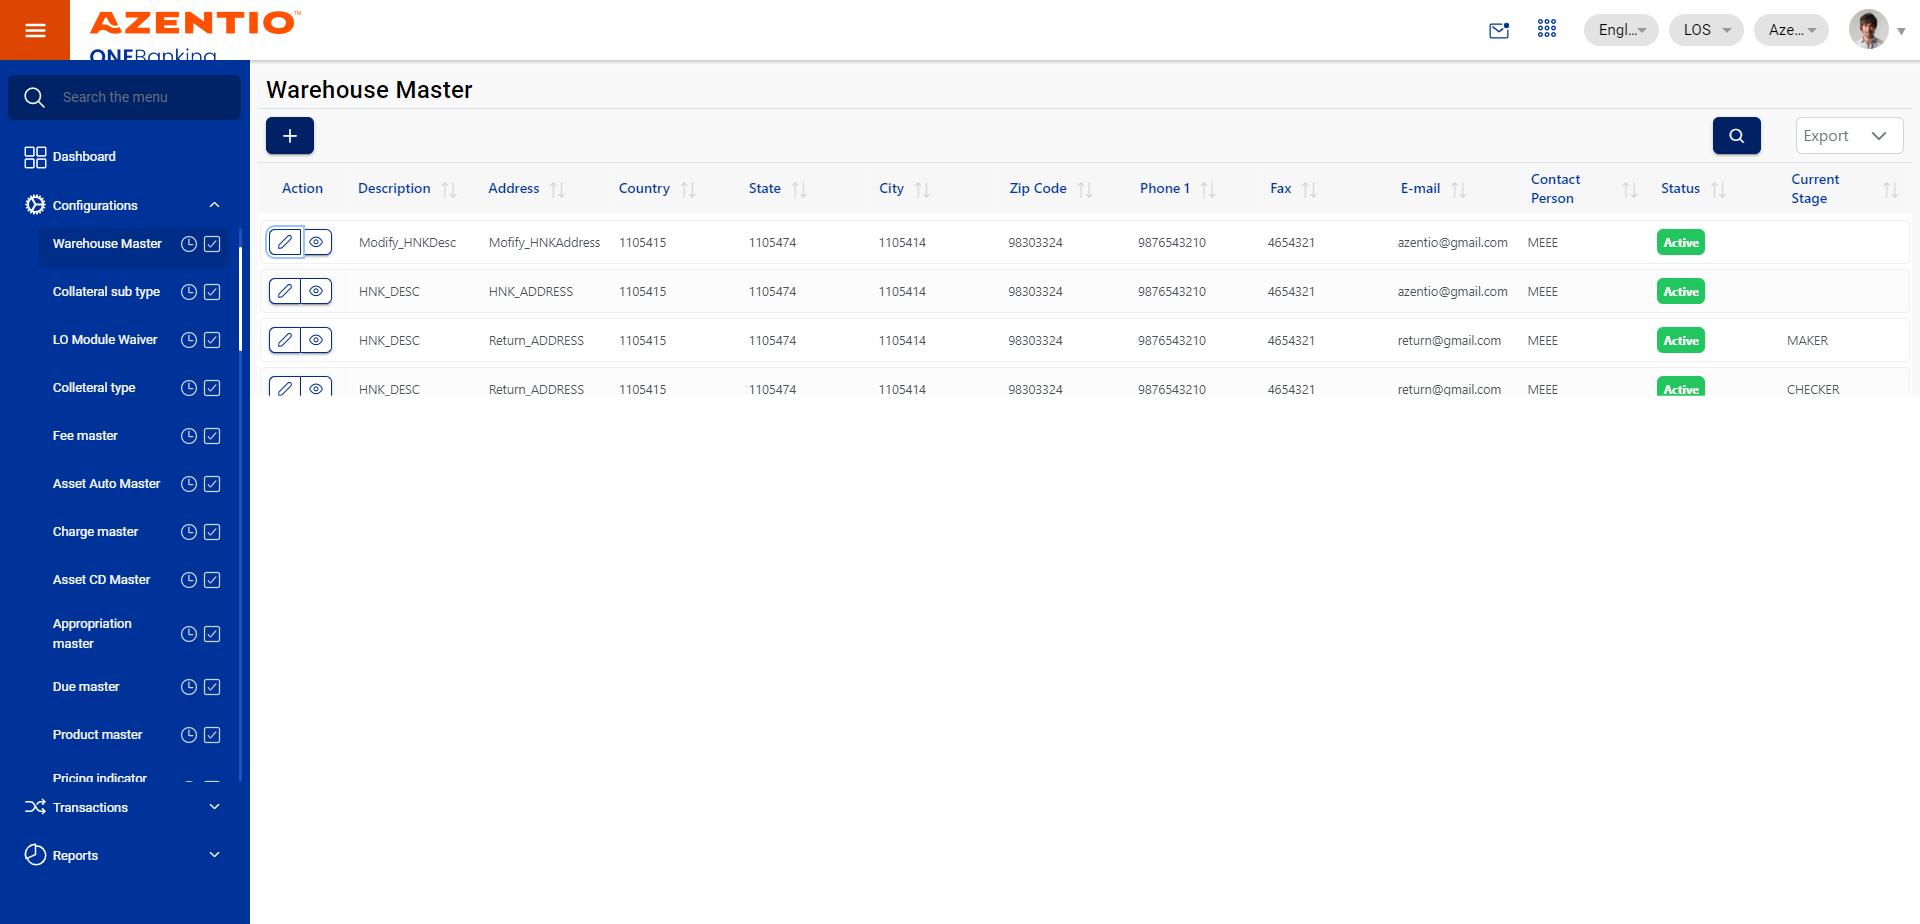 AZENTIO™
ONEBanking
Engl...
LOS
Aze...
Search the menu
Dashboard
Configurations
Warehouse Master
Collateral sub type
LO Module Waiver
Colleteral type
Fee master
Asset Auto Master
Charge master
Asset CD Master
Appropriation
master
Due master
Product master
Pricing indicator
Transactions
Reports
Warehouse Master
Export
Action Description Address Country State City Zip Code Phone 1 Fax E-mail Contact Person Status Current Stage
Modify_HNKDesc Mofify_HNKAddress 1105415 1105474 1105414 98303324 9876543210 4654321 azentio@gmail.com MEEE Active
HNK_DESC HNK_ADDRESS 1105415 1105474 1105414 98303324 9876543210 4654321 azentio@gmail.com MEEE Active
HNK_DESC Return_ADDRESS 1105415 1105474 1105414 98303324 9876543210 4654321 return@gmail.com MEEE Active MAKER
HNK_DESC Return_ADDRESS 1105415 1105474 1105414 98303324 9876543210 4654321 return@gmail.com MEEE Active CHECKER